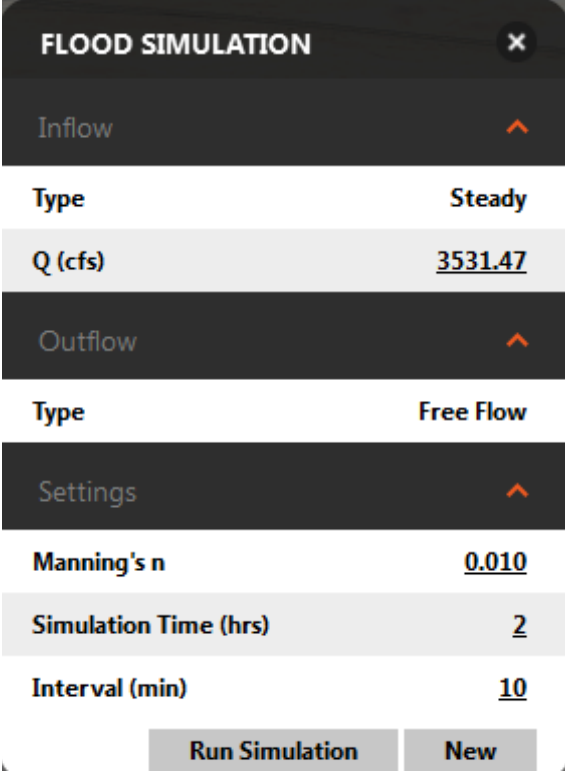 FLOOD SIMULATION
Inflow
Type Steady
Q (cfs) 3531.47
Outflow
Type Free Flow
Settings
Manning's n 0.010
Simulation Time (hrs) 2
Interval (min) 10
Run Simulation New